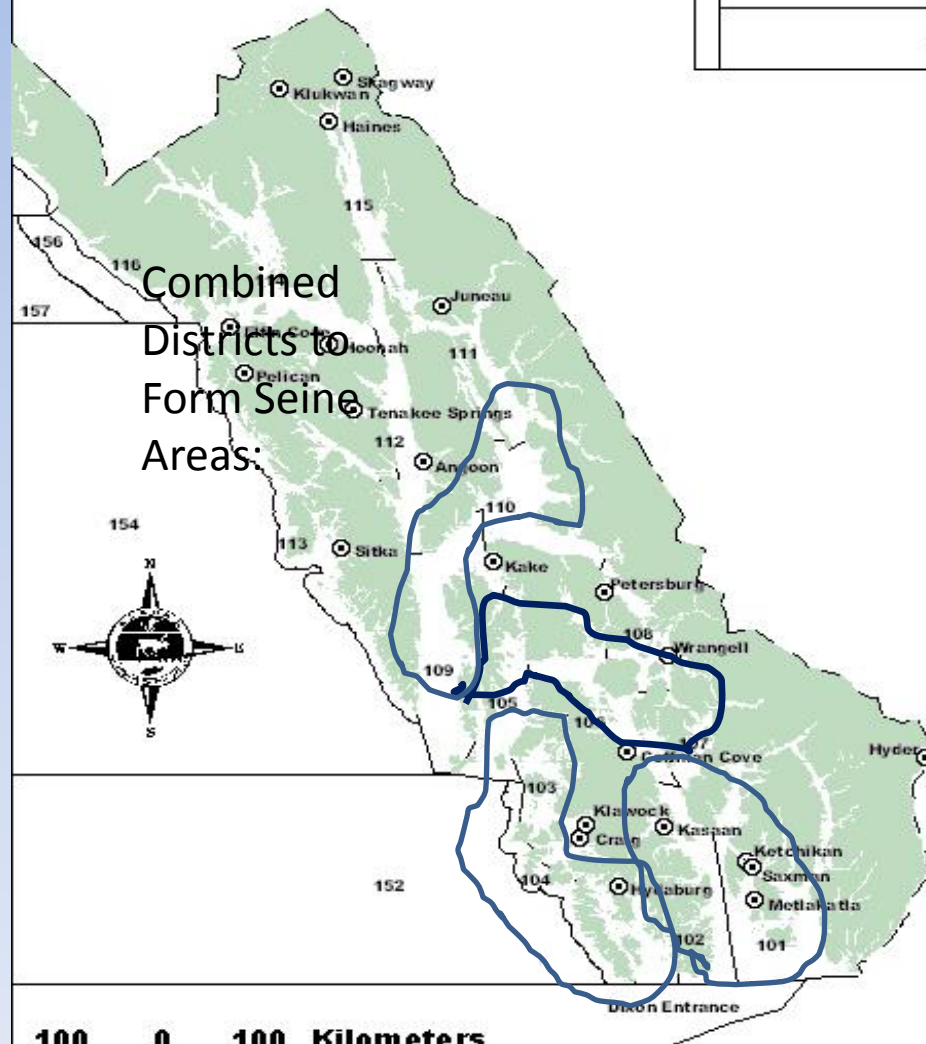 Skagway
Klukwan
Haines
115
156
116
Combined
157
Juneau
Districts to
Hoonah
111
Pelican
Form Seine
Tenakee Springs
112
Areas:
Angoon
110
154
113
Sitka
Kake
N
Petersburg
108
W
E
Wrangell
109
S
105
106
107
Coffman Cove
Hyder
103
Klawock
Kasaan
Craig
Ketchikan
Saxman
104
152
Hydaburg
Metlakatla
102
101
Dixon Entrance
100 0 100 Kilometers